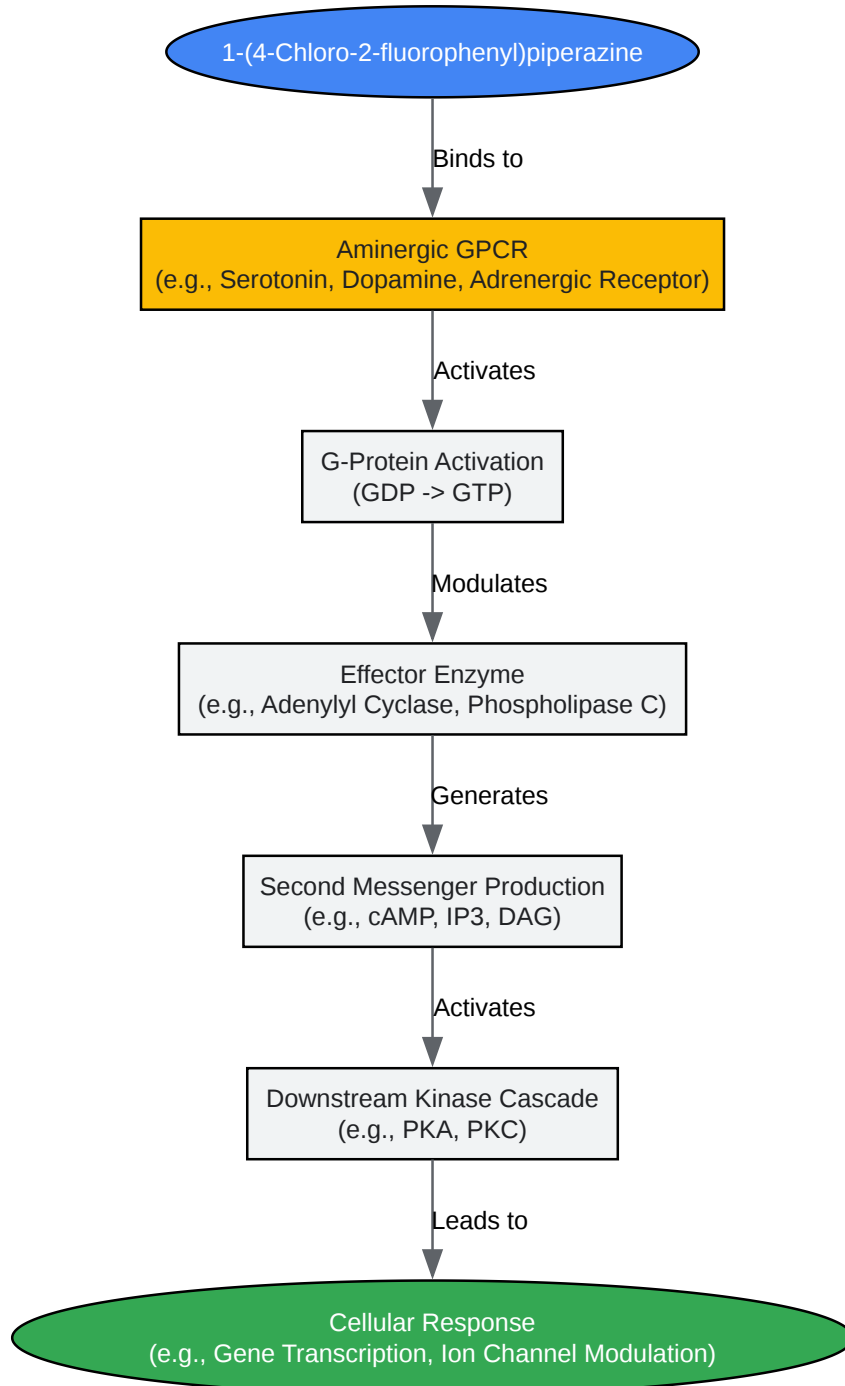 1-(4-Chloro-2-fluorophenyl)piperazine
Binds to
Aminergic GPCR
(e.g., Serotonin, Dopamine, Adrenergic Receptor)
Activates
G-Protein Activation
(GDP -> GTP)
Modulates
Effector Enzyme
(e.g., Adenylyl Cyclase, Phospholipase C)
Generates
Second Messenger Production
(e.g., cAMP, IP3, DAG)
Activates
Downstream Kinase Cascade
(e.g., PKA, PKC)
Leads to
Cellular Response
(e.g., Gene Transcription, Ion Channel Modulation)